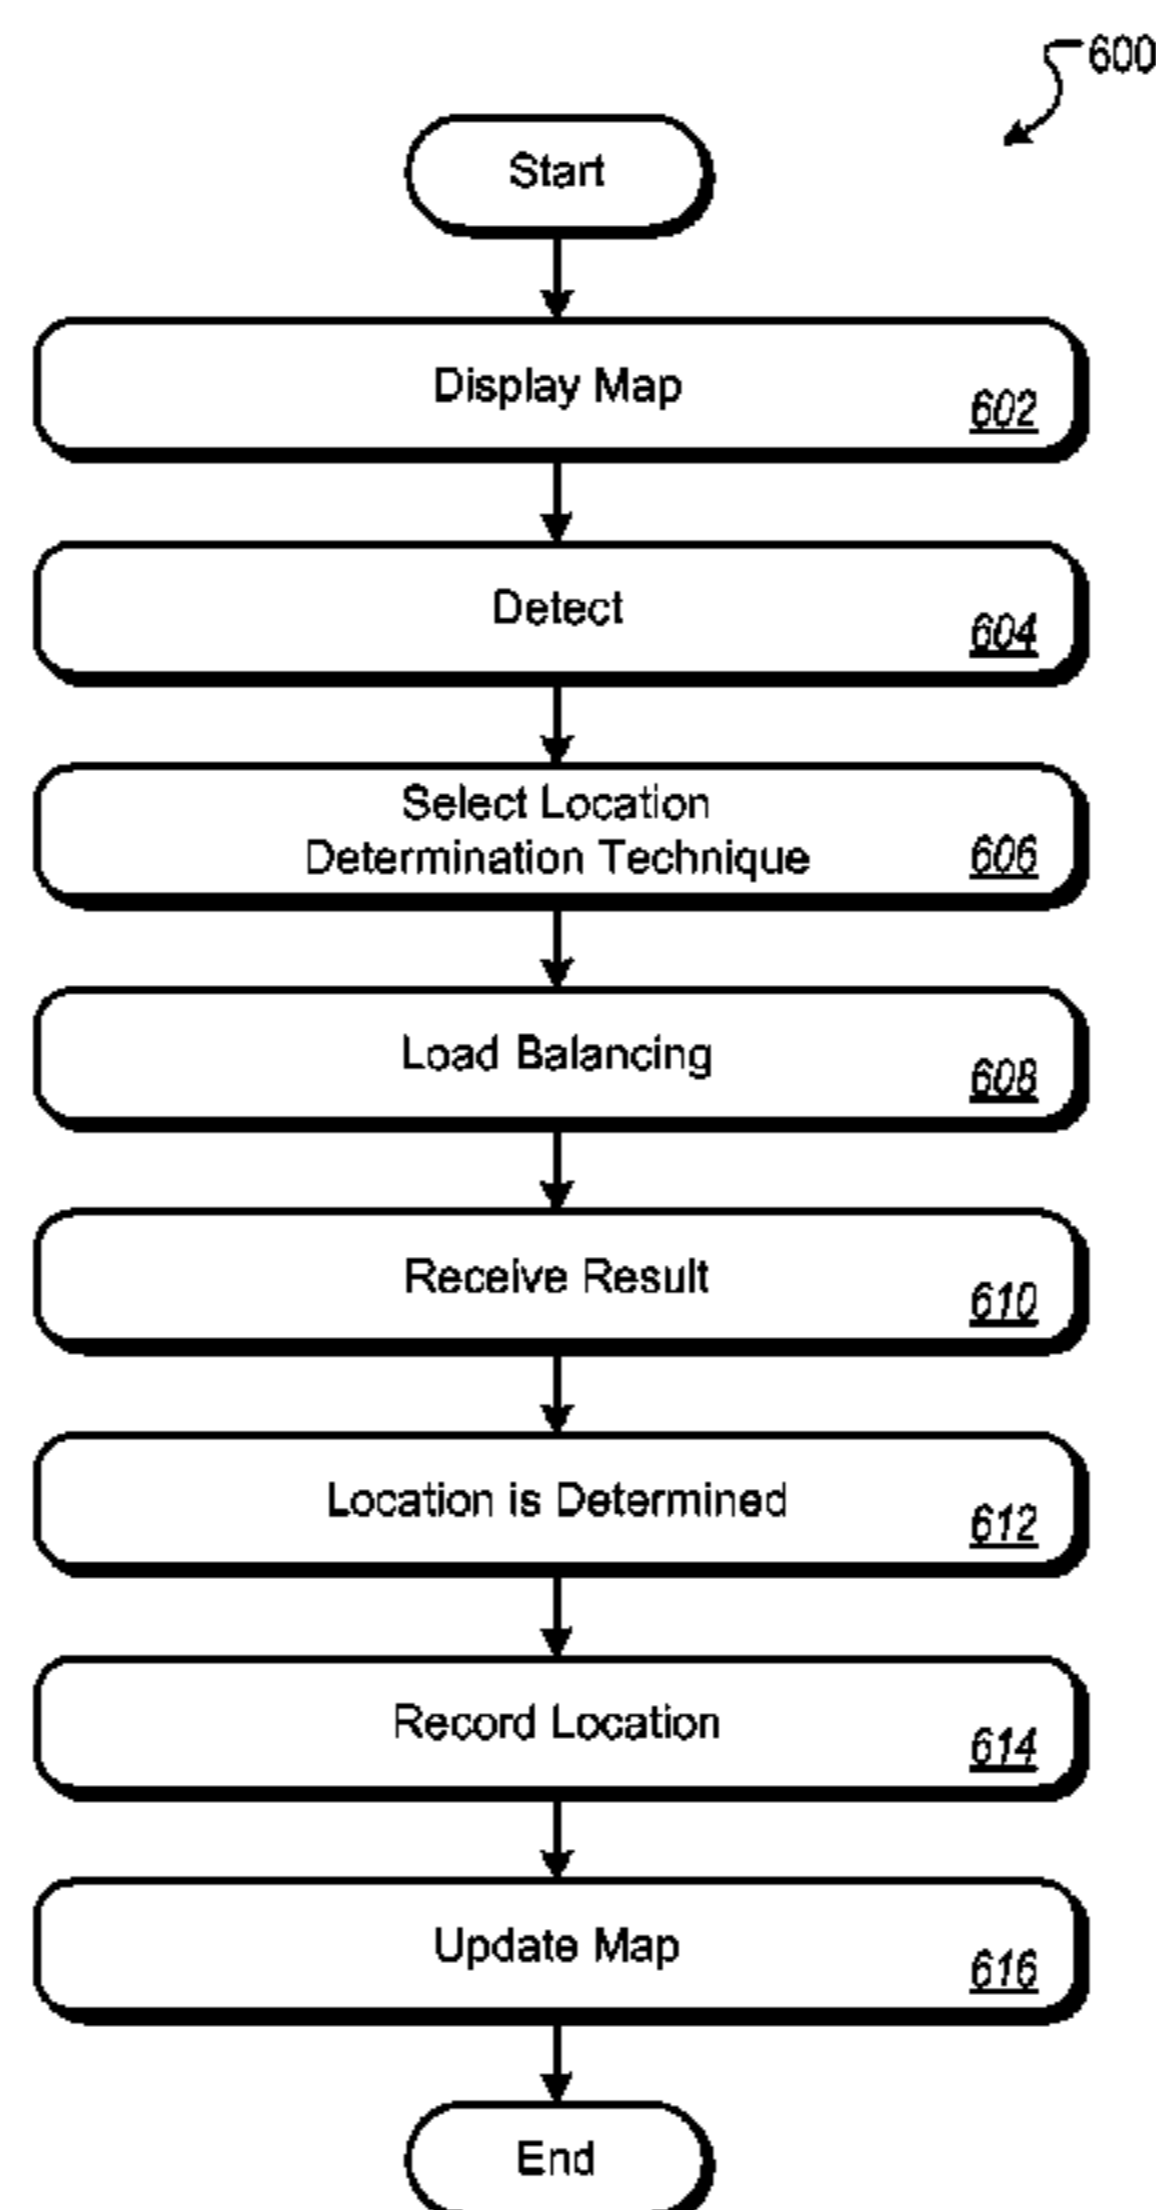 600
Start
Display Map
602
Detect
604
Select Location
Determination Technique
606
Load Balancing
608
Receive Result
610
Location is Determined
612
Record Location
614
Update Map
616
End